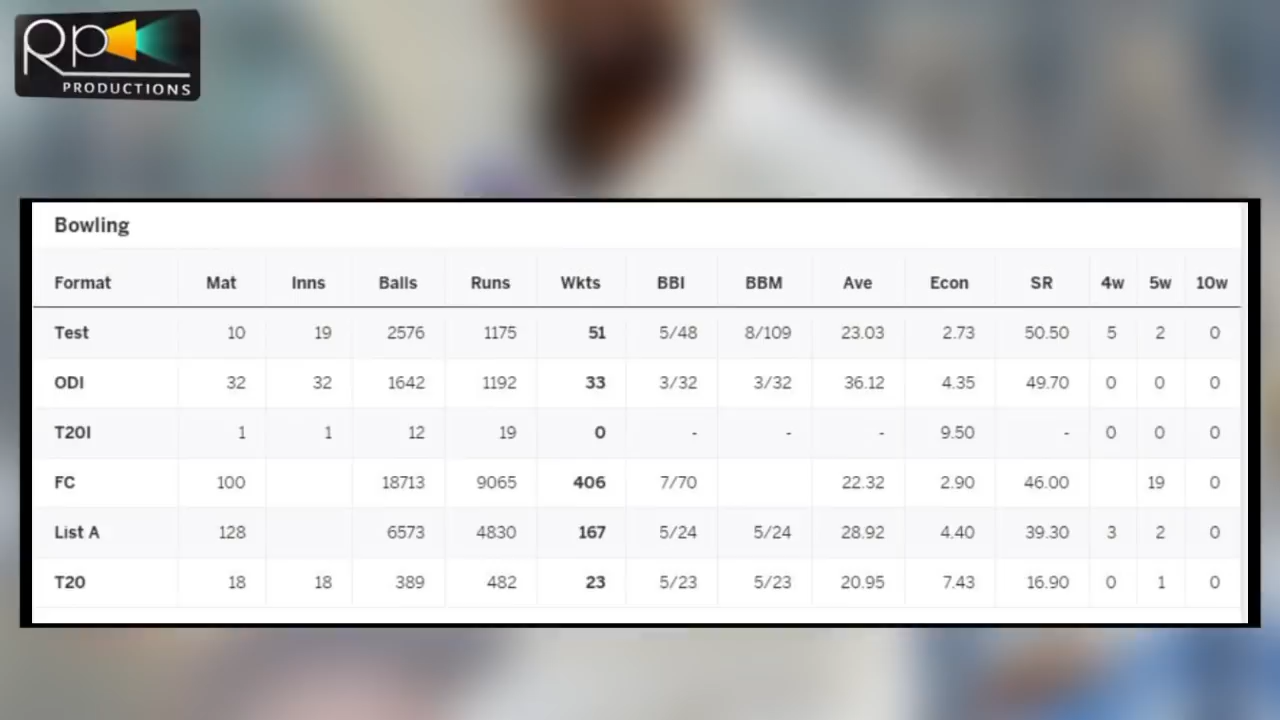 Rp
PRODUCTIONS
Bowling
Format Mat Inns Balls Runs Wkts BBI BBM Ave Econ SR 4w 5w 10w
Test 10 19 2576 1175 51 5/48 8/109 23.03 2.73 50.50 5 2 0
ODI 32 32 1642 1192 33 3/32 3/32 36.12 4.35 49.70 0 0 0
T20I 1 1 12 19 0 - - - 9.50 - 0 0 0
FC 100 18713 9065 406 7/70 22.32 2.90 46.00 19 0
List A 128 6573 4830 167 5/24 5/24 28.92 4.40 39.30 3 2 0
T20 18 18 389 482 23 5/23 5/23 20.95 7.43 16.90 0 1 0